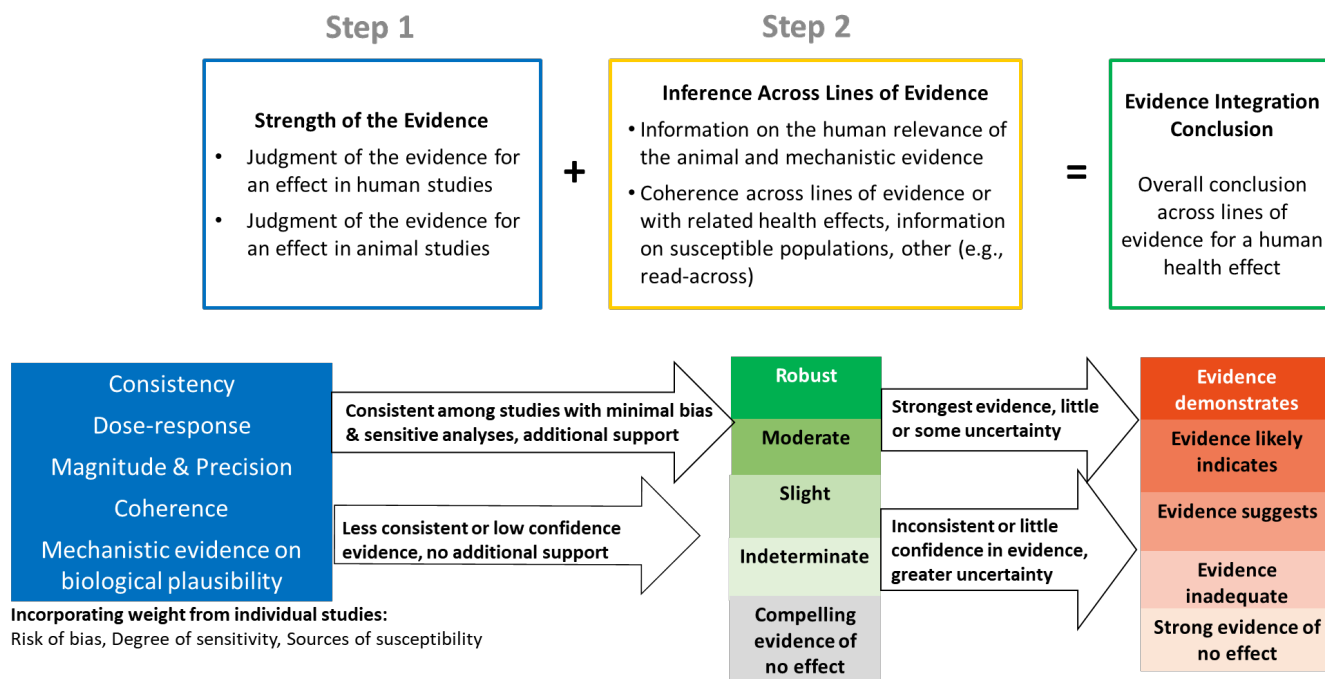 Step 1
Step 2
Strength of the Evidence
• Judgment of the evidence for
an effect in human studies
• Judgment of the evidence for
an effect in animal studies
+
Inference Across Lines of Evidence
• Information on the human relevance of
the animal and mechanistic evidence
• Coherence across lines of evidence or
with related health effects, information
on susceptible populations, other (e.g.,
read-across)
=
Evidence Integration
Conclusion
Overall conclusion
across lines of
evidence for a human
health effect
Consistency
Dose-response
Magnitude & Precision
Coherence
Mechanistic evidence on
biological plausibility
Incorporating weight from individual studies:
Risk of bias, Degree of sensitivity, Sources of susceptibility
Consistent among studies with minimal bias
& sensitive analyses, additional support
Less consistent or low confidence
evidence, no additional support
Robust
Moderate
Slight
Indeterminate
Compelling
evidence of
no effect
Strongest evidence, little
or some uncertainty
Inconsistent or little
confidence in evidence,
greater uncertainty
Evidence
demonstrates
Evidence likely
indicates
Evidence suggests
Evidence
inadequate
Strong evidence of
no effect